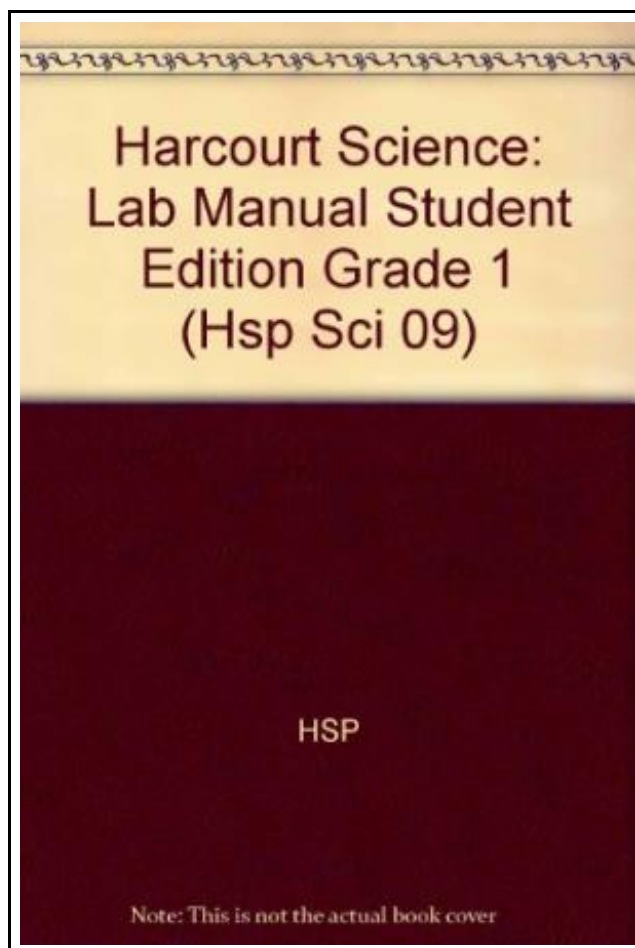 Harcourt Science:
Lab Manual Student
Edition Grade 1
(Hsp Sci 09)
HSP
Note: This is not the actual book cover